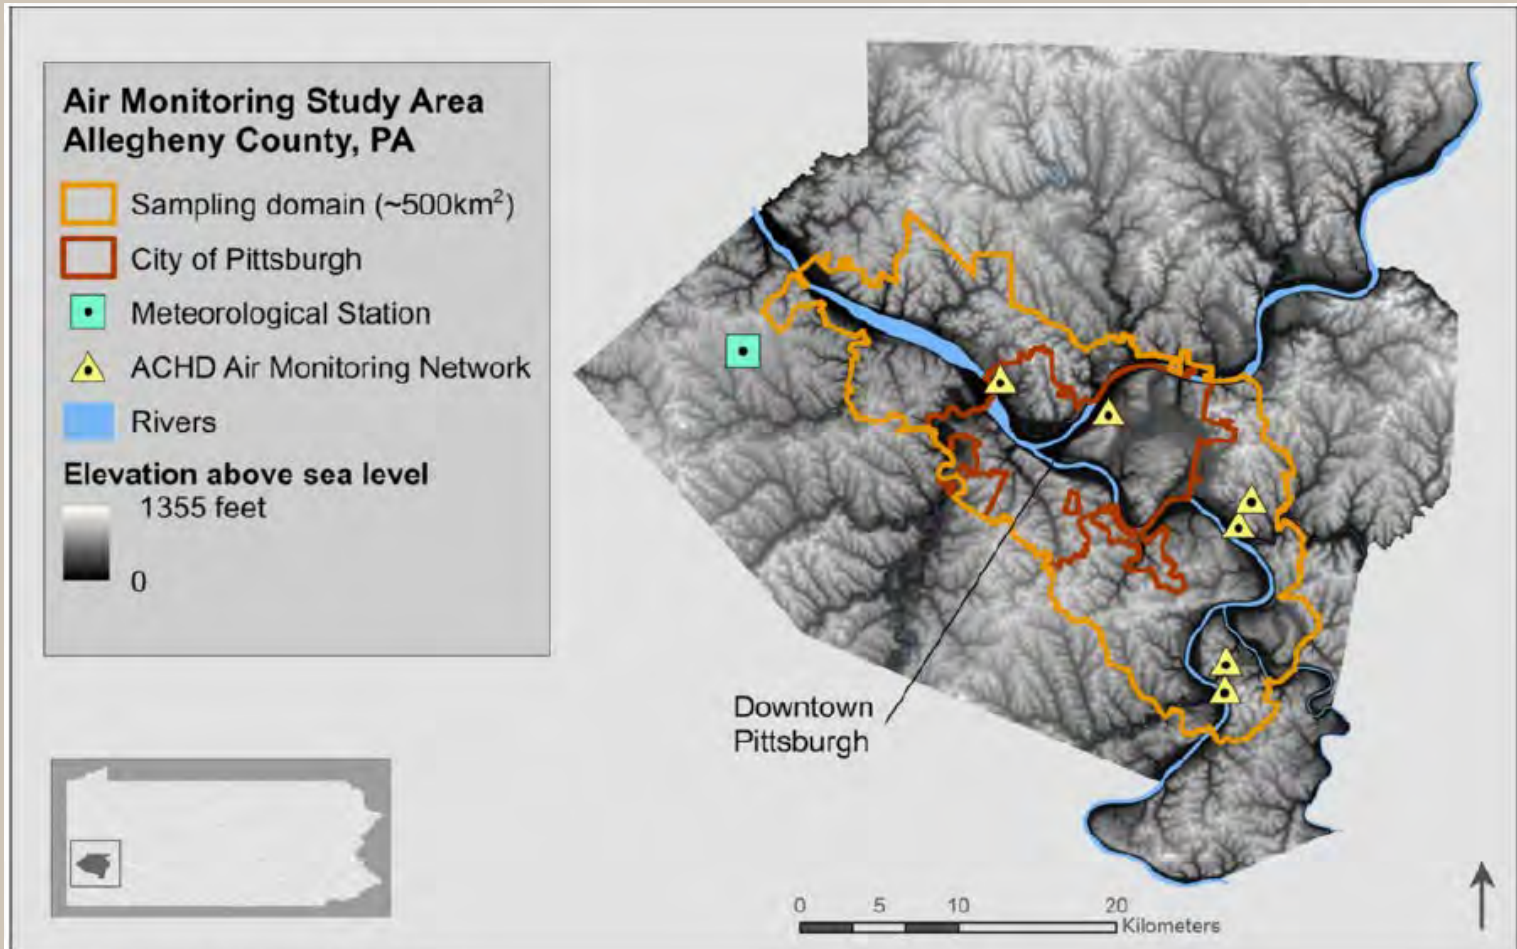 Air Monitoring Study Area
Allegheny County, PA
Sampling domain (~500km²)
City of Pittsburgh
Meteorological Station
ACHD Air Monitoring Network
Rivers
Elevation above sea level
1355 feet
0
Downtown
Pittsburgh
0 5 10 20
Kilometers